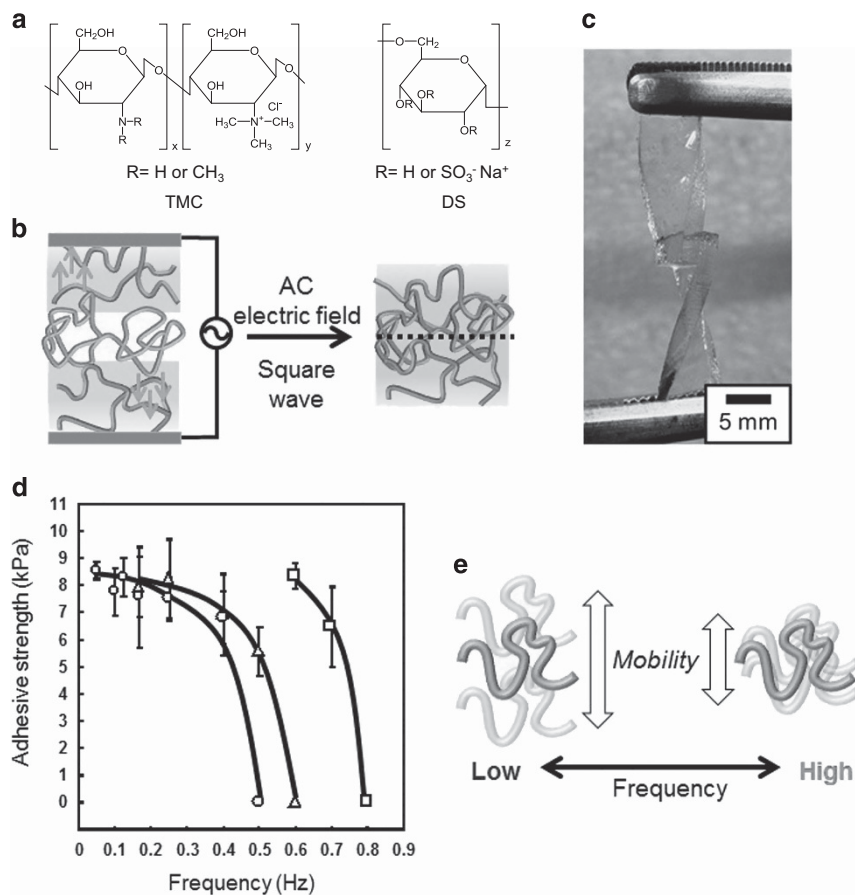 a
CH₂OH
O
OH
N
R
R
x
O
CH₂OH
O
OH
Cl⁻
H₃C
N⁺
CH₃
CH₃
y
O
R= H or CH₃
TMC
O
CH₂
O
OR
OR
OR
z
R= H or SO₃⁻ Na⁺
DS
b
AC
electric field
Square
wave
c
5 mm
d
Adhesive strength (kPa)
11
10
9
8
7
6
5
4
3
2
1
0
0 0.1 0.2 0.3 0.4 0.5 0.6 0.7 0.8 0.9
Frequency (Hz)
e
Mobility
Low
High
Frequency